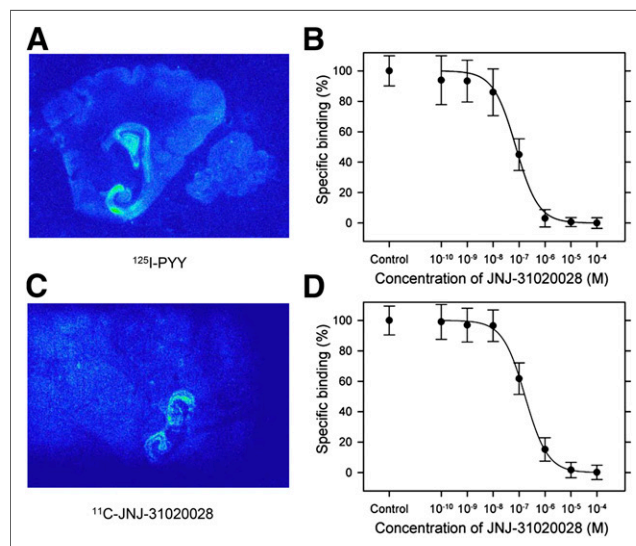 A
¹²⁵I-PYY
B
Specific binding (%)
100
80
60
40
20
0
Control 10⁻¹⁰ 10⁻⁹ 10⁻⁸ 10⁻⁷ 10⁻⁶ 10⁻⁵ 10⁻⁴
Concentration of JNJ-31020028 (M)
C
¹¹C-JNJ-31020028
D
Specific binding (%)
100
80
60
40
20
0
Control 10⁻¹⁰ 10⁻⁹ 10⁻⁸ 10⁻⁷ 10⁻⁶ 10⁻⁵ 10⁻⁴
Concentration of JNJ-31020028 (M)